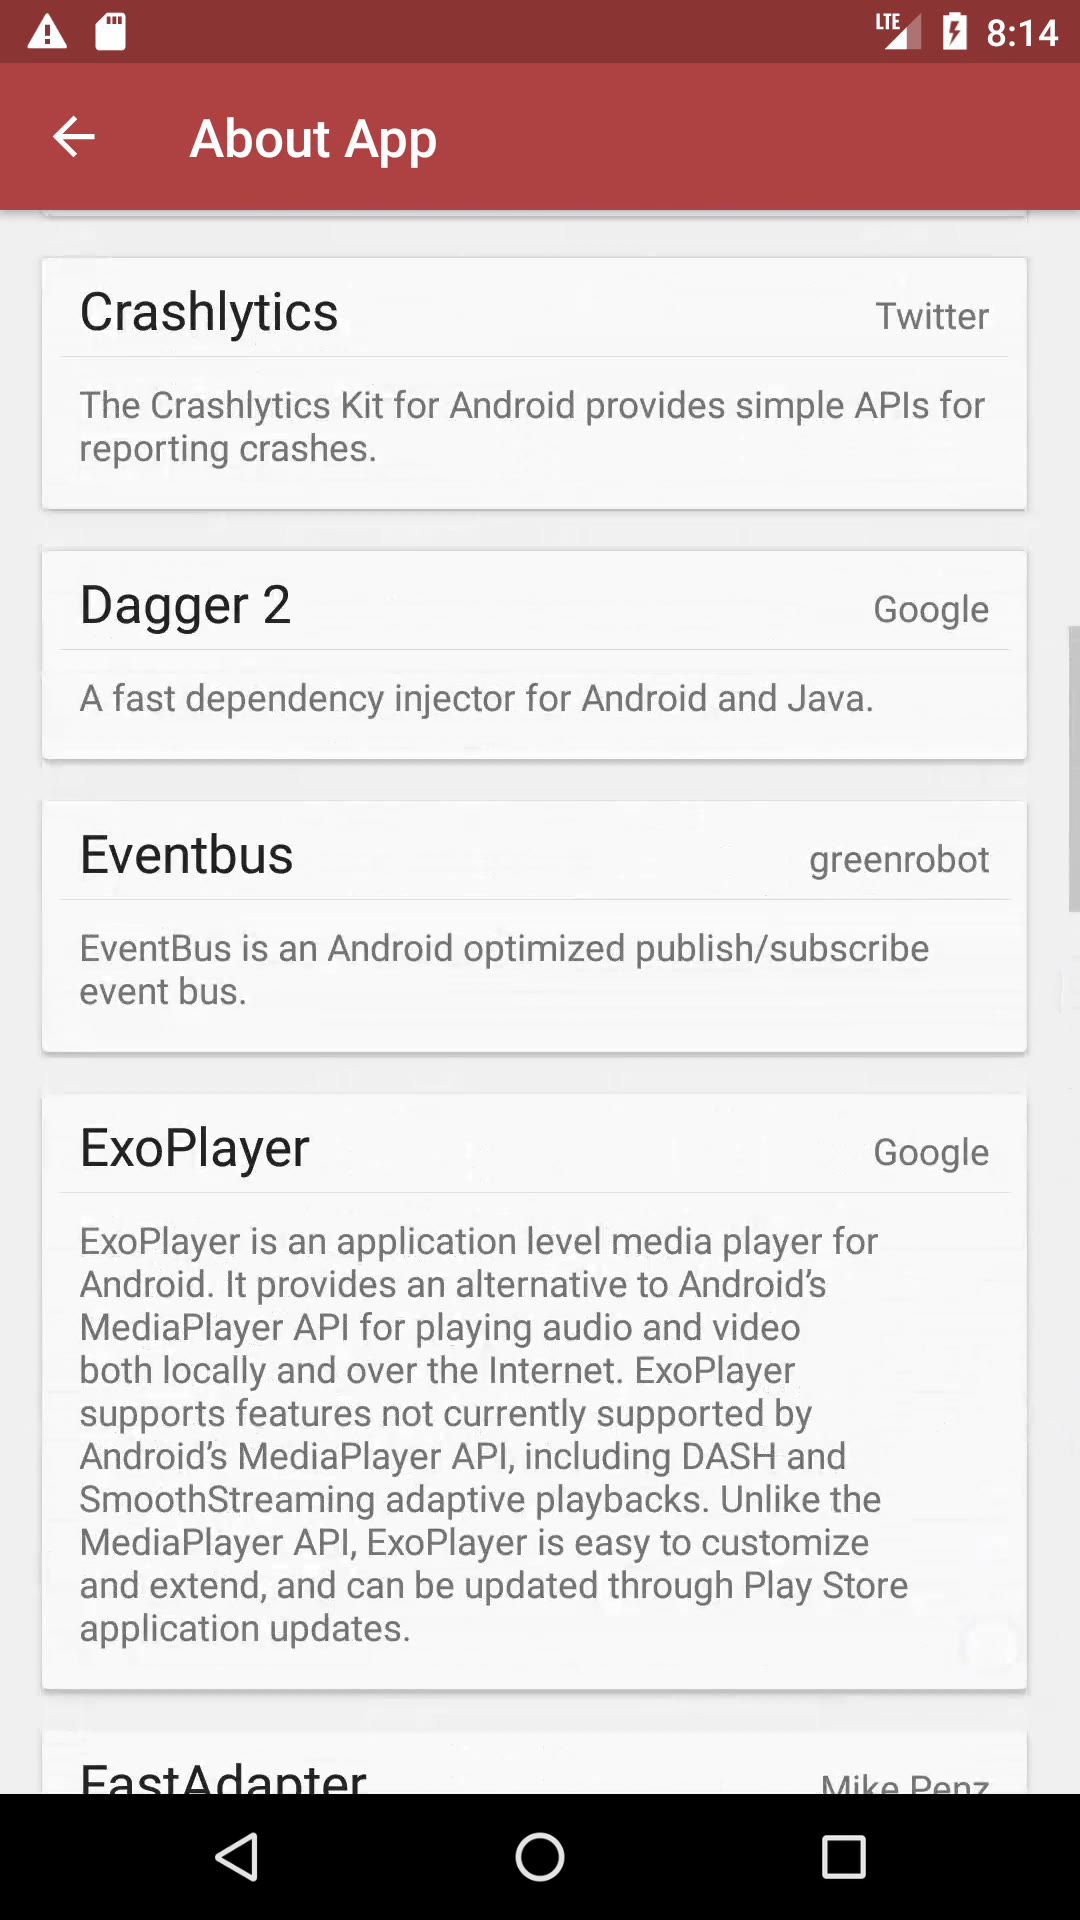 LTE 8:14
About App
Crashlytics Twitter
The Crashlytics Kit for Android provides simple APIs for
reporting crashes.
Dagger 2 Google
A fast dependency injector for Android and Java.
Eventbus greenrobot
EventBus is an Android optimized publish/subscribe
event bus.
ExoPlayer Google
ExoPlayer is an application level media player for
Android. It provides an alternative to Android’s
MediaPlayer API for playing audio and video
both locally and over the Internet. ExoPlayer
supports features not currently supported by
Android’s MediaPlayer API, including DASH and
SmoothStreaming adaptive playbacks. Unlike the
MediaPlayer API, ExoPlayer is easy to customize
and extend, and can be updated through Play Store
application updates.
FastAdapter Mike Penz